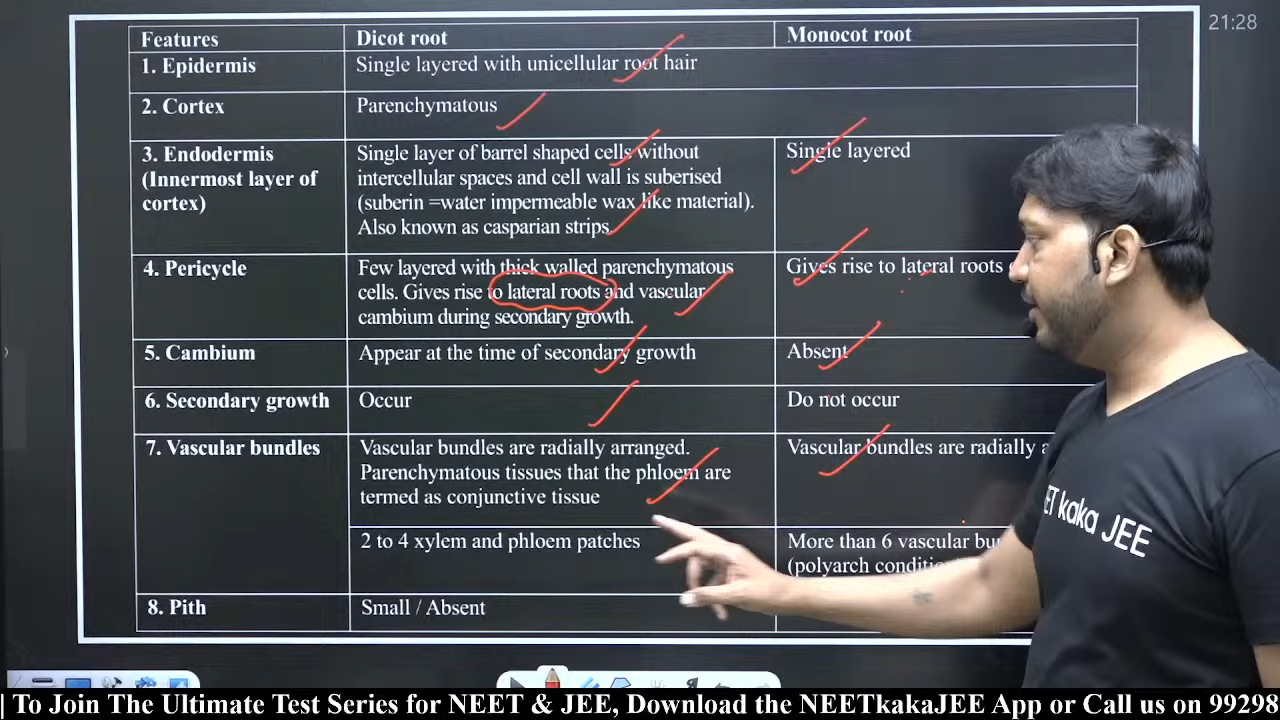 21:28
Features
Dicot root
Monocot root
1. Epidermis
Single layered with unicellular root hair
2. Cortex
Parenchymatous
3. Endodermis
(Innermost layer of
cortex)
Single layer of barrel shaped cells without
intercellular spaces and cell wall is suberised
(suberin =water impermeable wax like material).
Also known as casparian strips.
Single layered
4. Pericycle
Few layered with thick walled parenchymatous
cells. Gives rise to lateral roots and vascular
cambium during secondary growth.
Gives rise to lateral roots
5. Cambium
Appear at the time of secondary growth
Absent
6. Secondary growth
Occur
Do not occur
7. Vascular bundles
Vascular bundles are radially arranged.
Parenchymatous tissues that the phloem are
termed as conjunctive tissue
Vascular bundles are radially
2 to 4 xylem and phloem patches
More than 6 vascular
(polyarch
8. Pith
Small / Absent
kaka JEE
| To Join The Ultimate Test Series for NEET & JEE, Download the NEETkakaJEE App or Call us on 99298